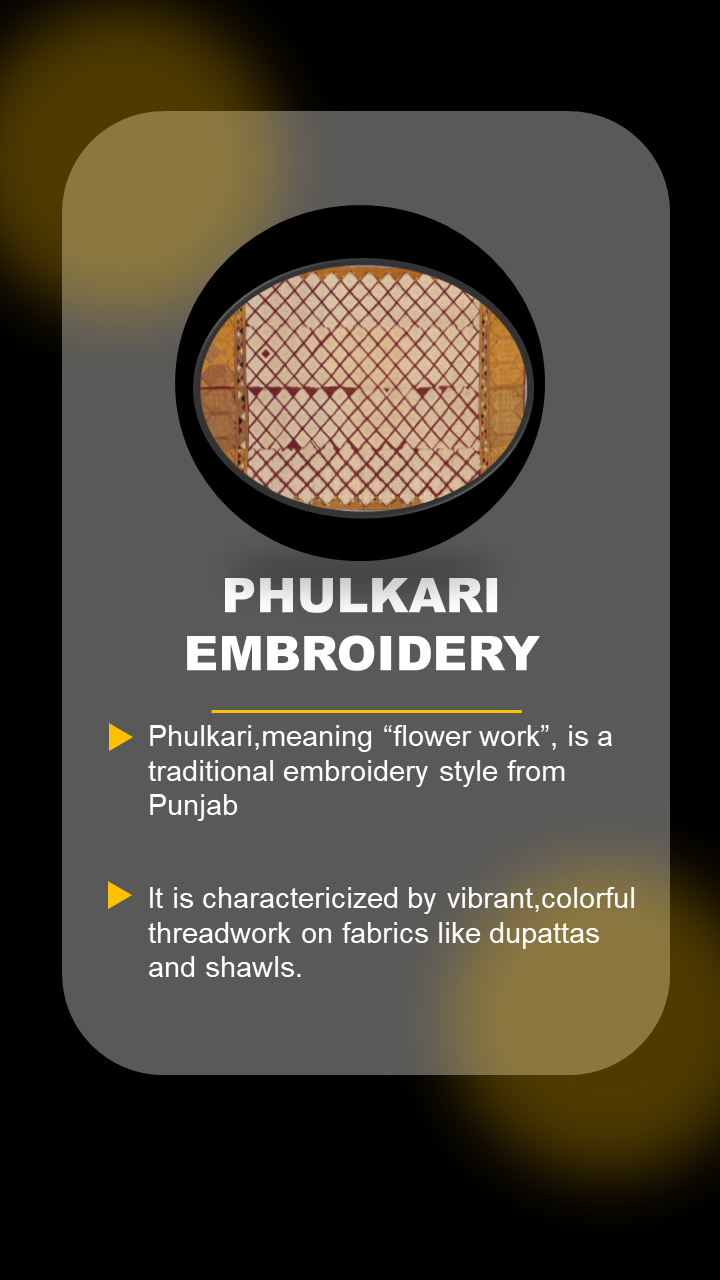 PHULKARI
EMBROIDERY
Phulkari,meaning “flower work”, is a
traditional embroidery style from
Punjab
It is charactericized by vibrant,colorful
threadwork on fabrics like dupattas
and shawls.